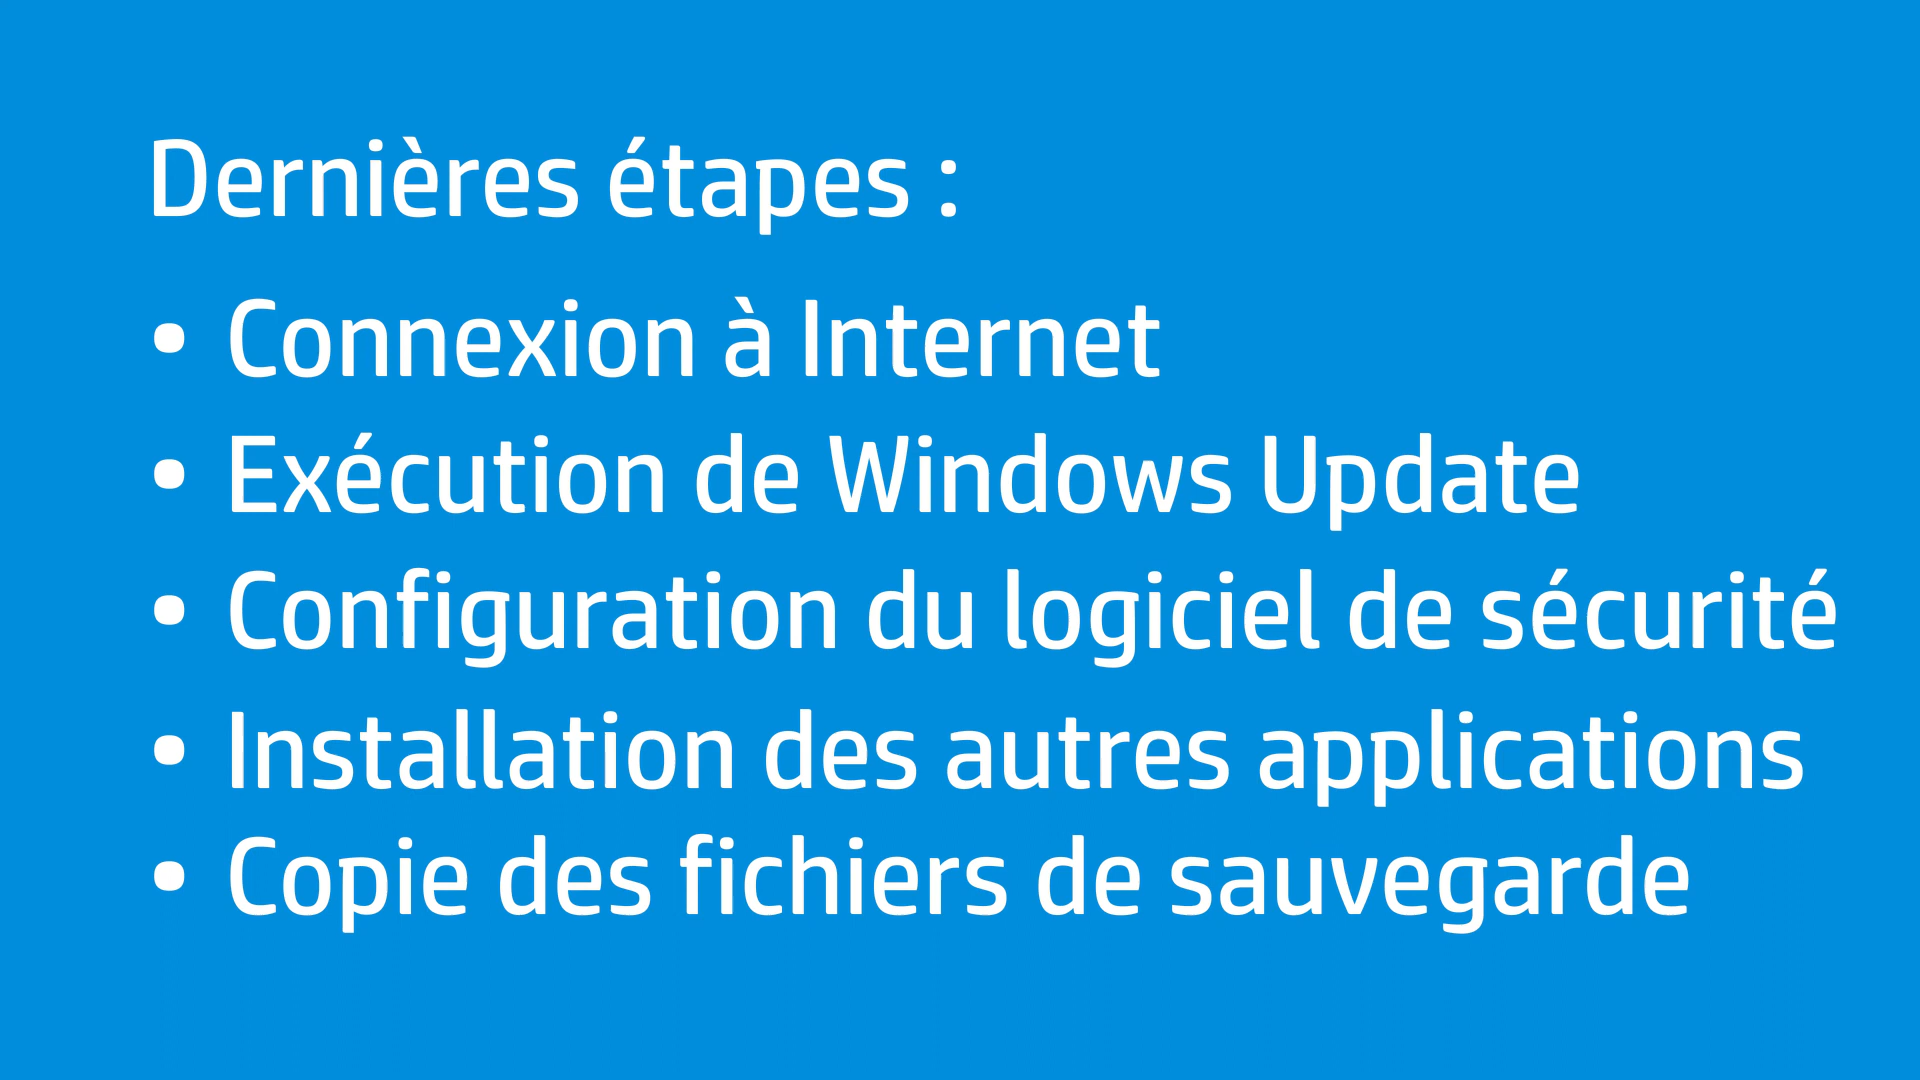 Dernières étapes :
• Connexion à Internet
• Exécution de Windows Update
• Configuration du logiciel de sécurité
• Installation des autres applications
• Copie des fichiers de sauvegarde